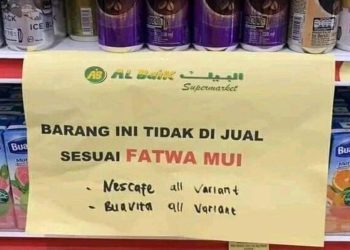 AB AL Baik البيك
Supermarket
BARANG INI TIDAK DI JUAL
SESUAI FATWA MUI
- Nescafe all variant
- Buavita all variant